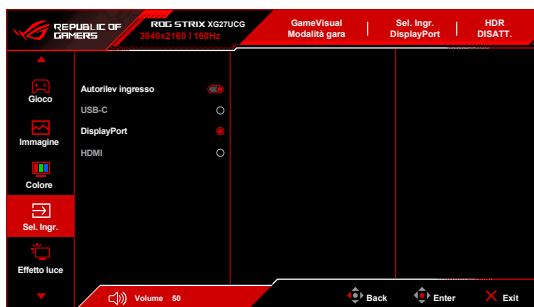 REPUBLIC OF
GAMERS
ROG STRIX XG27UCG
3840x2160 160Hz
GameVisual
Modalità gara
Sel. Ingr.
DisplayPort
HDR
DISATT.
Gioco
Immagine
Colore
Sel. Ingr.
Effetto luce
Autorilev ingresso
USB-C
DisplayPort
HDMI
Volume 50
Back
Enter
Exit